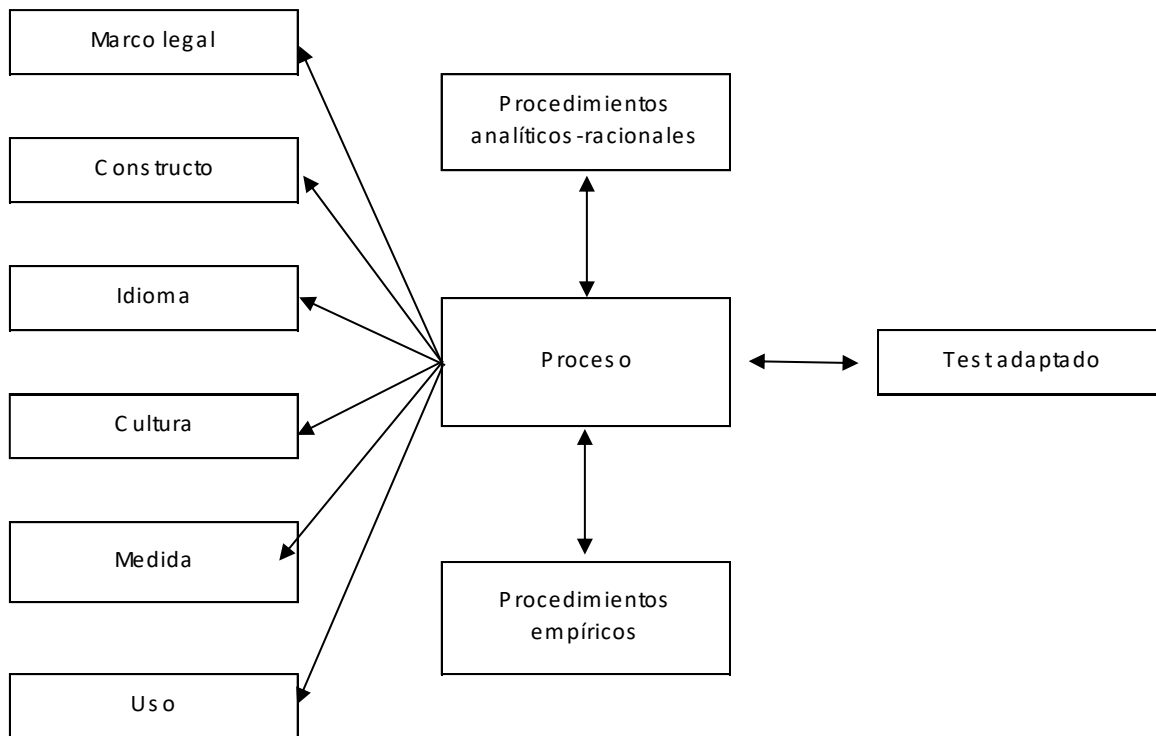 Marco legal
Constructo
Idioma
Cultura
Medida
Uso
Procedimientos
analíticos-racionales
Proceso
Procedimientos
empíricos
Test adaptado